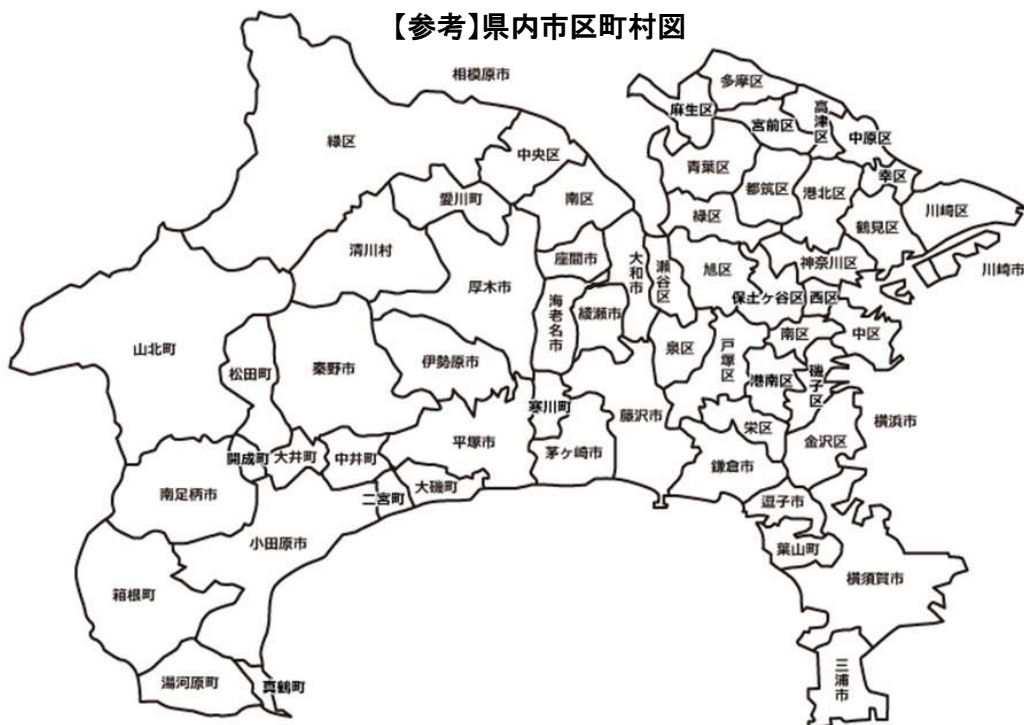 【参考】県内市区町村図
相模原市
緑区
中央区
南区
愛川町
清川村
山北町
松田町
秦野市
厚木市
伊勢原市
座間市
海老名市
綾瀬市
大和市
寒川町
藤沢市
茅ヶ崎市
平塚市
開成町
大井町
中井町
二宮町
大磯町
南足柄市
小田原市
箱根町
湯河原町
真鶴町
多摩区
麻生区
高津区
宮前区
中原区
幸区
川崎区
川崎市
青葉区
都筑区
港北区
緑区
鶴見区
瀬谷区
旭区
神奈川区
保土ヶ谷区
西区
南区
中区
泉区
戸塚区
港南区
磯子区
横浜市
栄区
金沢区
鎌倉市
逗子市
葉山町
横須賀市
三浦市